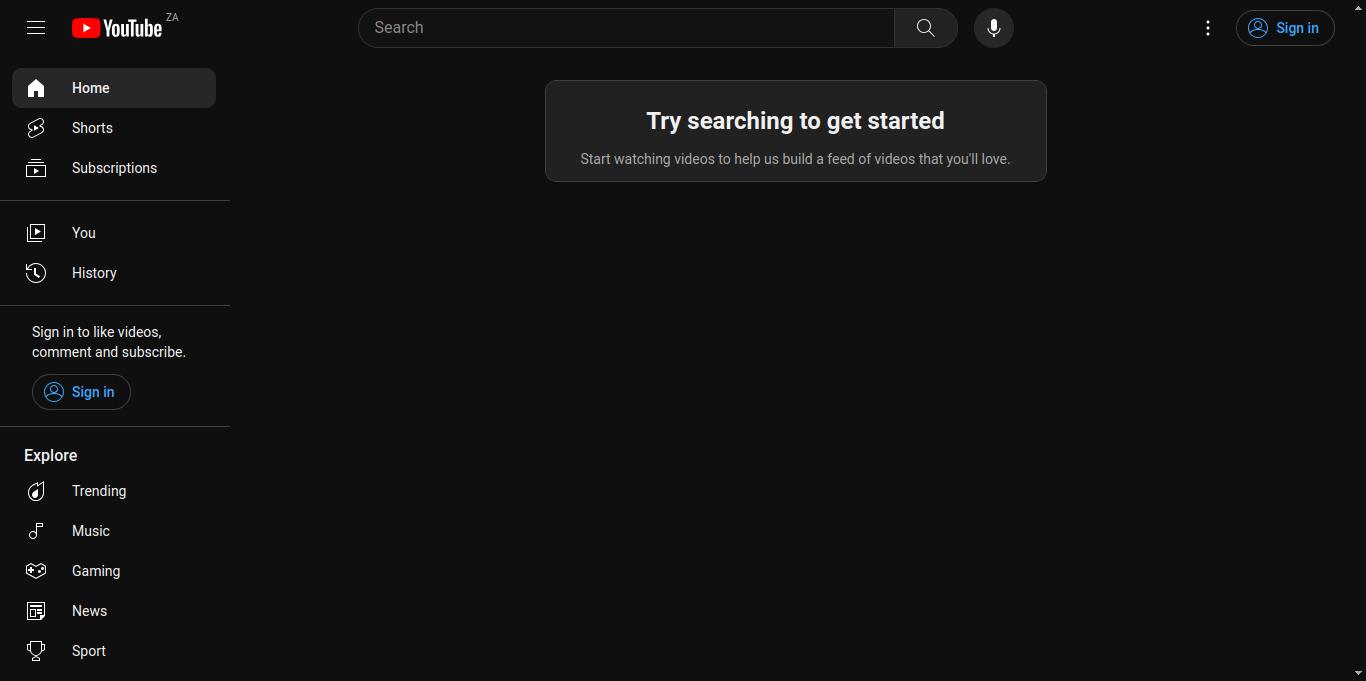 YouTube ZA
Search
Sign in
Home
Shorts
Subscriptions
You
History
Sign in to like videos,
comment and subscribe.
Sign in
Explore
Trending
Music
Gaming
News
Sport
Try searching to get started
Start watching videos to help us build a feed of videos that you'll love.